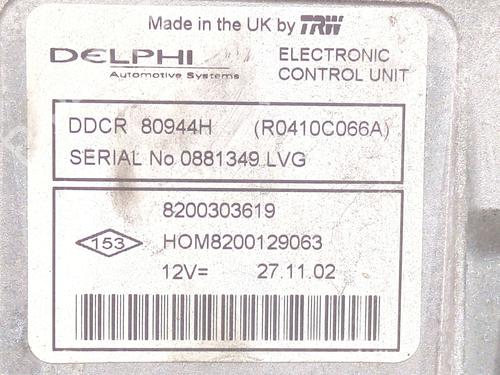 Made in the UK by TRW
DELPHI
Automotive Systems
ELECTRONIC
CONTROL UNIT
DDCR 80944H (R0410C066A)
SERIAL No 0881349 LVG
8200303619
153 HOM8200129063
12V= 27.11.02